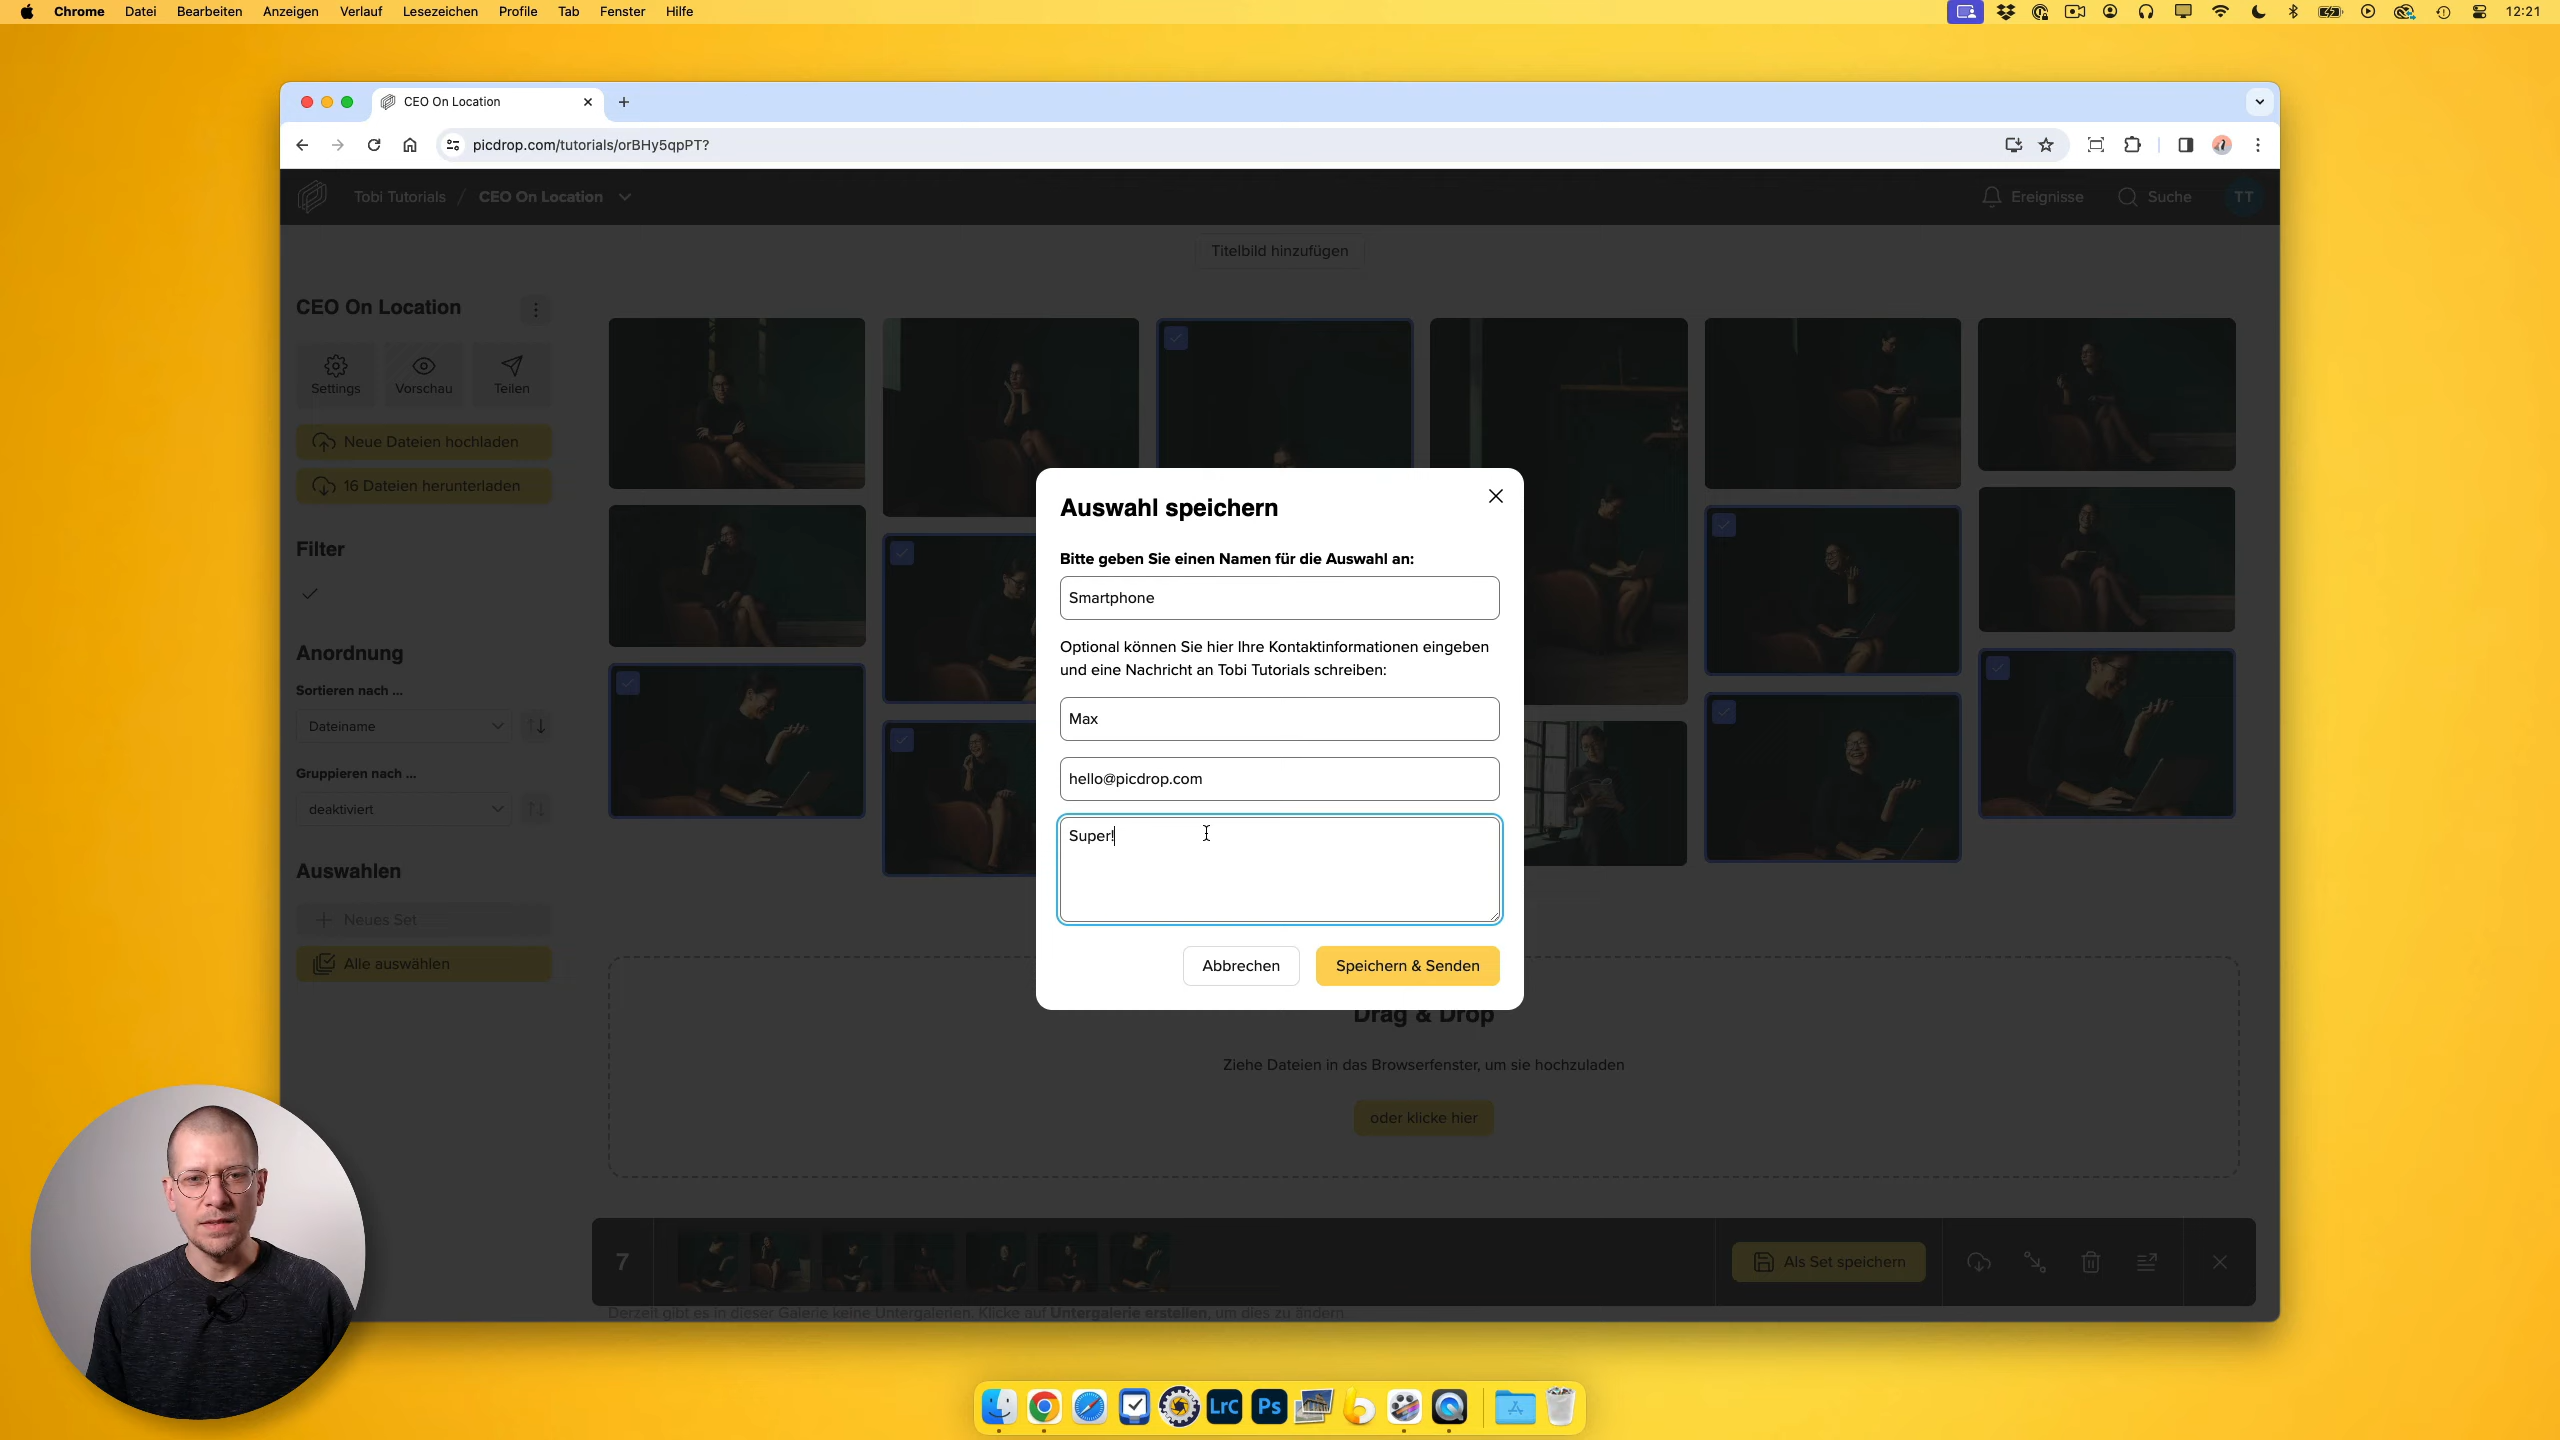 Chrome Datei Bearbeiten Anzeigen Verlauf Lesezeichen Profile Tab Fenster Hilfe 12:21
CEO On Location
picdrop.com/tutorials/orBHy5qpPT?
Tobi Tutorials / CEO On Location Ereignisse Suche TT
Titelbild hinzufügen
CEO On Location
Settings Vorschau Teilen
Neue Dateien hochladen
16 Dateien herunterladen
Filter
Anordnung
Sortieren nach ...
Dateiname
Gruppieren nach ...
deaktiviert
Auswahlen
Neues Set
Alle auswählen
Auswahl speichern
Bitte geben Sie einen Namen für die Auswahl an:
Smartphone
Optional können Sie hier Ihre Kontaktinformationen eingeben
und eine Nachricht an Tobi Tutorials schreiben:
Max
hello@picdrop.com
Super!
Abbrechen Speichern & Senden
Drag & Drop
Ziehe Dateien in das Browserfenster, um sie hochzuladen
oder klicke hier
7 Als Set speichern
Derzeit gibt es in dieser Galerie keine Untergalerien. Klicke auf Untergalerie erstellen, um dies zu ändern
LrC Ps